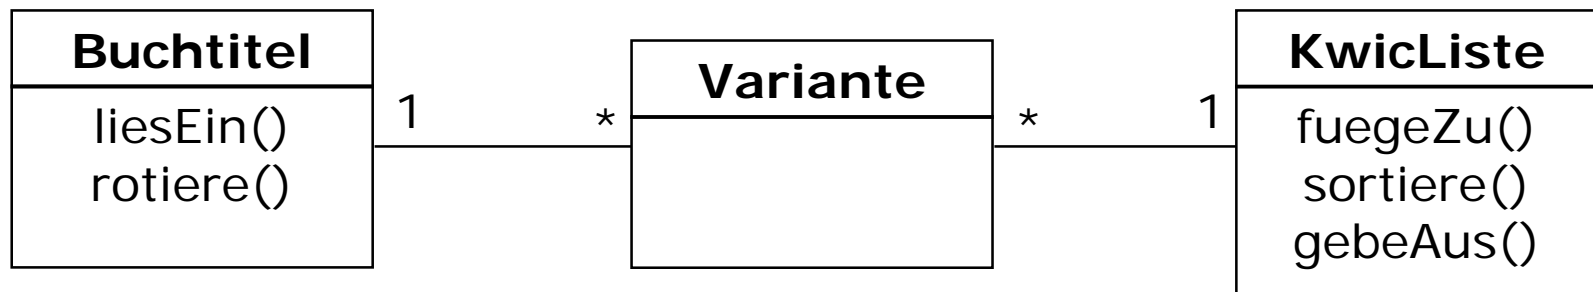 Buchtitel
liesEin()
rotiere()
1
*
Variante
*
1
KwicListe
fuegeZu()
sortiere()
gebeAus()